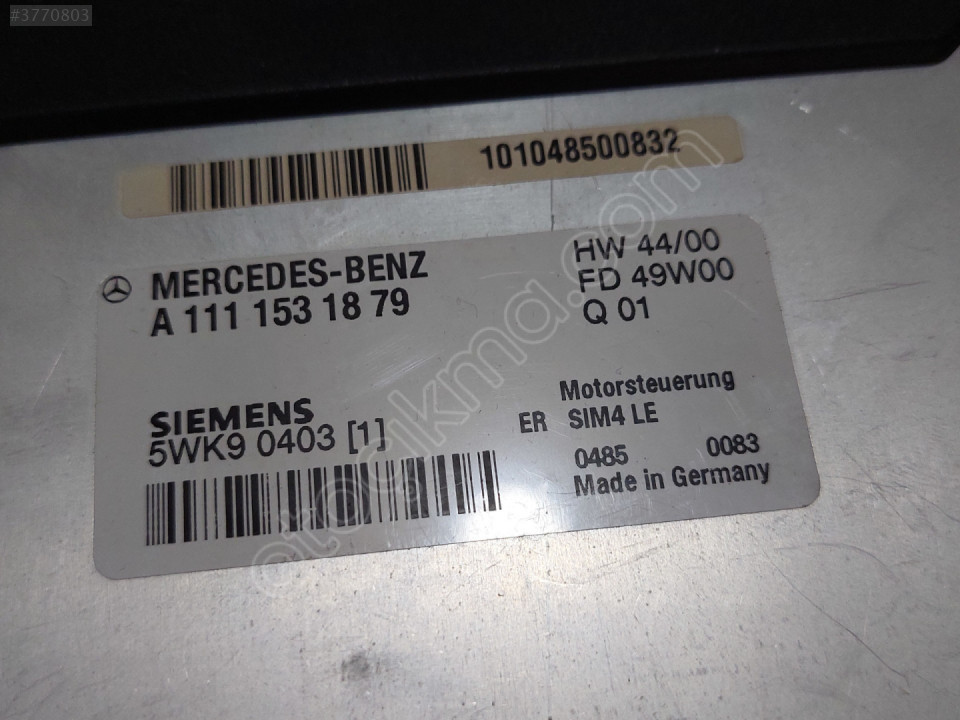 #3770803
101048500832
MERCEDES-BENZ
A 111 153 18 79
HW 44/00
FD 49W00
Q 01
SIEMENS
5WK9 0403 [1]
Motorsteuerung
ER SIM4 LE
0485 0083
Made in Germany
otocikma.com